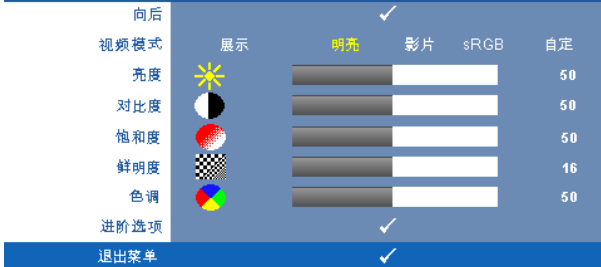 向后
视频模式 展示 明亮 影片 sRGB 自定
亮度 50
对比度 50
饱和度 50
鲜明度 16
色调 50
进阶选项
退出菜单